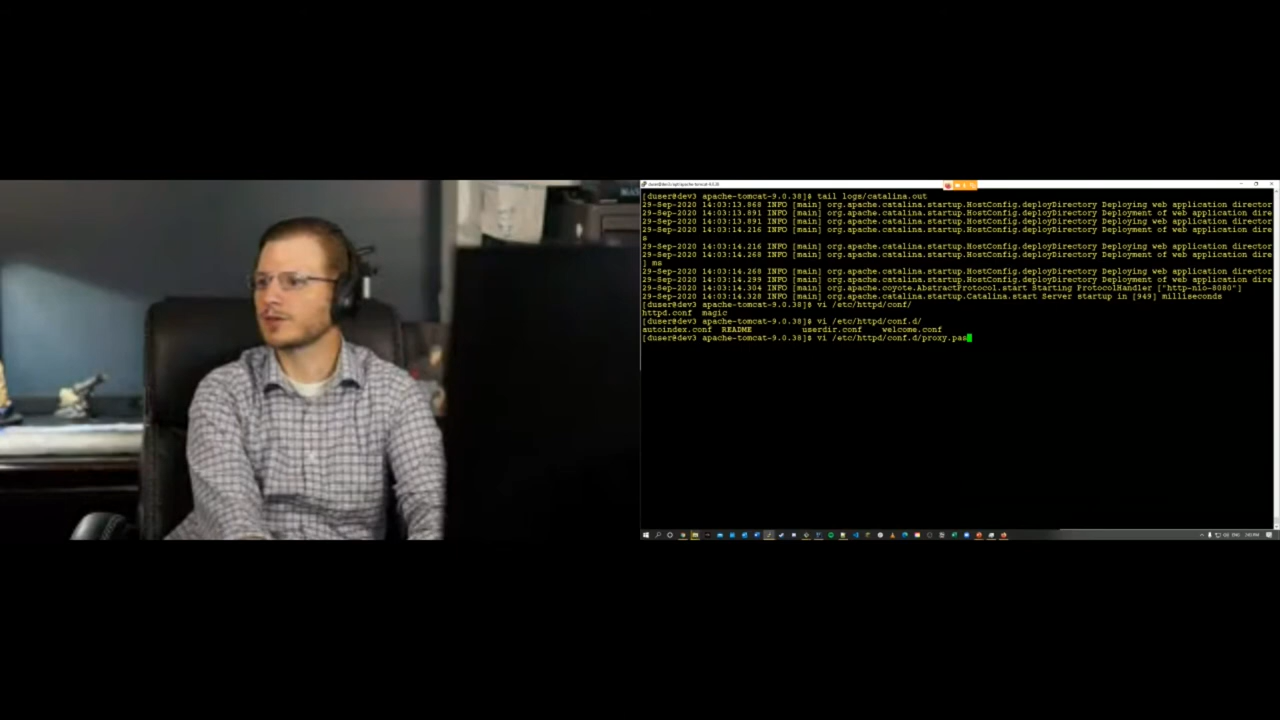 duser@dev3:/opt/apache-tomcat-9.0.38
[duser@dev3 apache-tomcat-9.0.38]$ tail logs/catalina.out
29-Sep-2020 14:03:13.868 INFO [main] org.apache.catalina.startup.HostConfig.deployDirectory Deploying web application director
29-Sep-2020 14:03:13.891 INFO [main] org.apache.catalina.startup.HostConfig.deployDirectory Deployment of web application dire
29-Sep-2020 14:03:13.891 INFO [main] org.apache.catalina.startup.HostConfig.deployDirectory Deploying web application director
29-Sep-2020 14:03:14.216 INFO [main] org.apache.catalina.startup.HostConfig.deployDirectory Deployment of web application dire
s
29-Sep-2020 14:03:14.216 INFO [main] org.apache.catalina.startup.HostConfig.deployDirectory Deploying web application director
29-Sep-2020 14:03:14.268 INFO [main] org.apache.catalina.startup.HostConfig.deployDirectory Deployment of web application dire
] ms
29-Sep-2020 14:03:14.268 INFO [main] org.apache.catalina.startup.HostConfig.deployDirectory Deploying web application director
29-Sep-2020 14:03:14.299 INFO [main] org.apache.catalina.startup.HostConfig.deployDirectory Deployment of web application dire
29-Sep-2020 14:03:14.304 INFO [main] org.apache.coyote.AbstractProtocol.start Starting ProtocolHandler ["http-nio-8080"]
29-Sep-2020 14:03:14.328 INFO [main] org.apache.catalina.startup.Catalina.start Server startup in [949] milliseconds
[duser@dev3 apache-tomcat-9.0.38]$ vi /etc/httpd/conf/
httpd.conf magic
[duser@dev3 apache-tomcat-9.0.38]$ vi /etc/httpd/conf.d/
autoindex.conf README userdir.conf welcome.conf
[duser@dev3 apache-tomcat-9.0.38]$ vi /etc/httpd/conf.d/proxy.pas